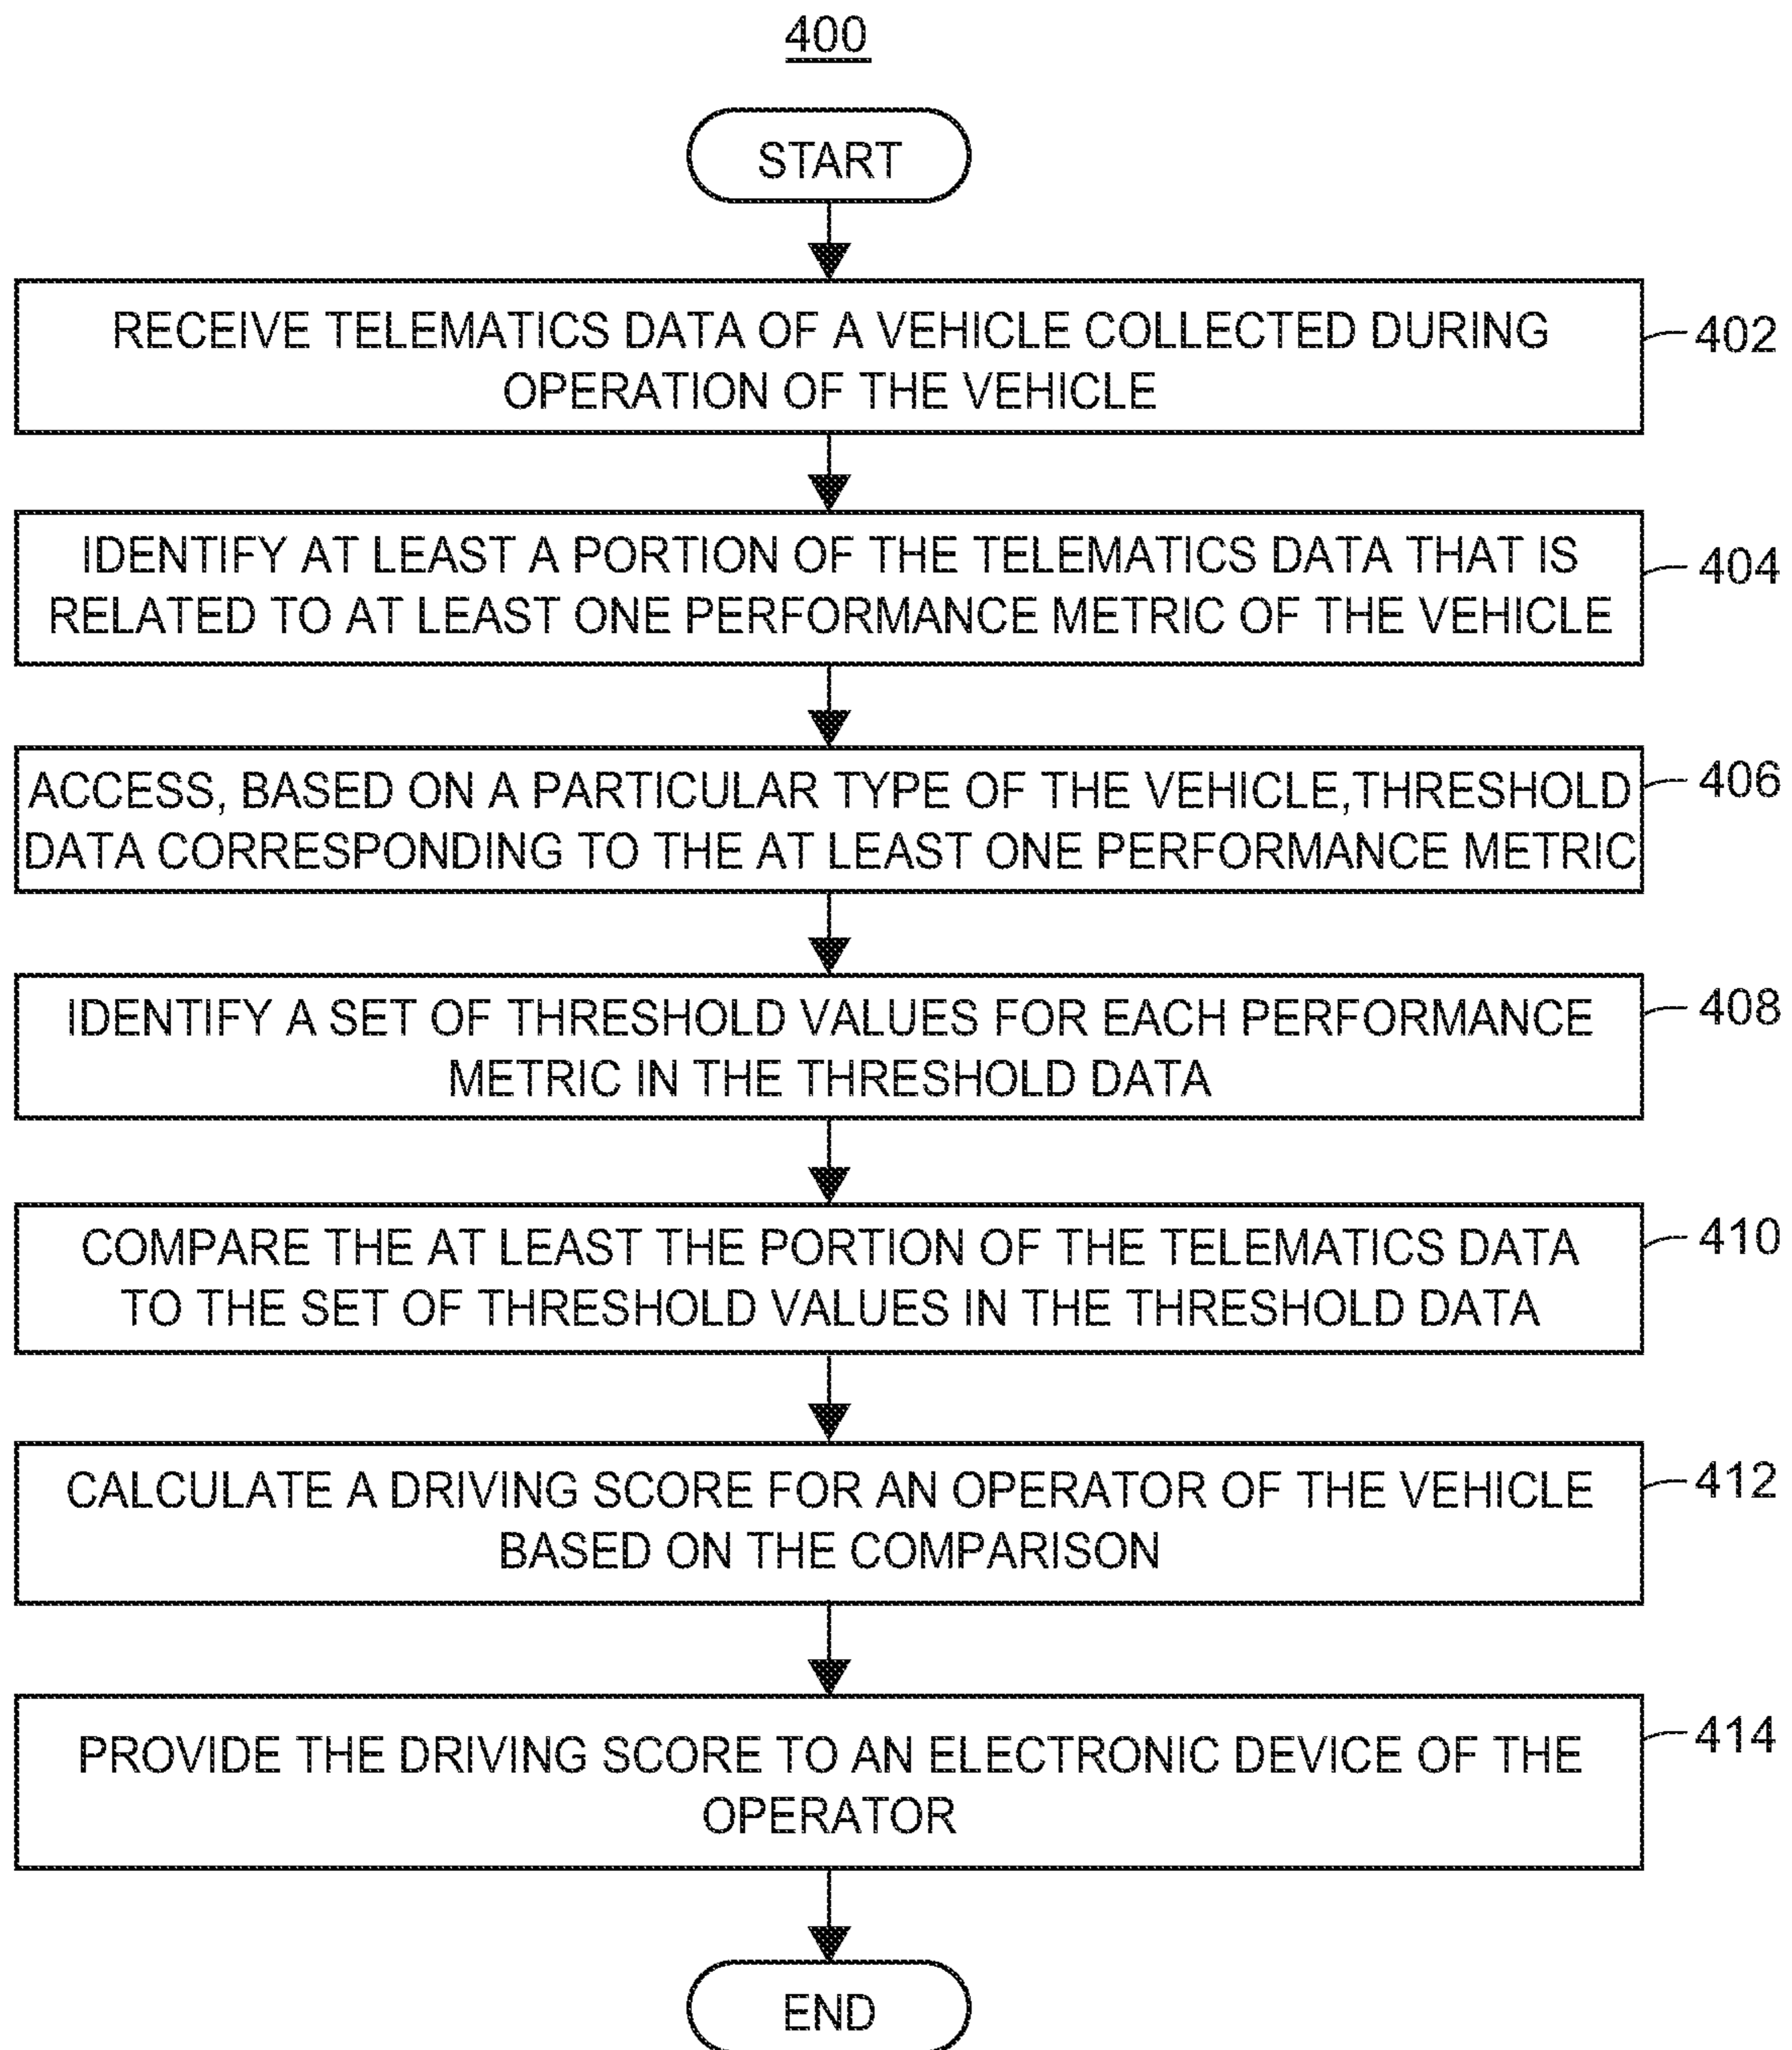 400
START
RECEIVE TELEMATICS DATA OF A VEHICLE COLLECTED DURING
OPERATION OF THE VEHICLE
402
IDENTIFY AT LEAST A PORTION OF THE TELEMATICS DATA THAT IS
RELATED TO AT LEAST ONE PERFORMANCE METRIC OF THE VEHICLE
404
ACCESS, BASED ON A PARTICULAR TYPE OF THE VEHICLE,THRESHOLD
DATA CORRESPONDING TO THE AT LEAST ONE PERFORMANCE METRIC
406
IDENTIFY A SET OF THRESHOLD VALUES FOR EACH PERFORMANCE
METRIC IN THE THRESHOLD DATA
408
COMPARE THE AT LEAST THE PORTION OF THE TELEMATICS DATA
TO THE SET OF THRESHOLD VALUES IN THE THRESHOLD DATA
410
CALCULATE A DRIVING SCORE FOR AN OPERATOR OF THE VEHICLE
BASED ON THE COMPARISON
412
PROVIDE THE DRIVING SCORE TO AN ELECTRONIC DEVICE OF THE
OPERATOR
414
END